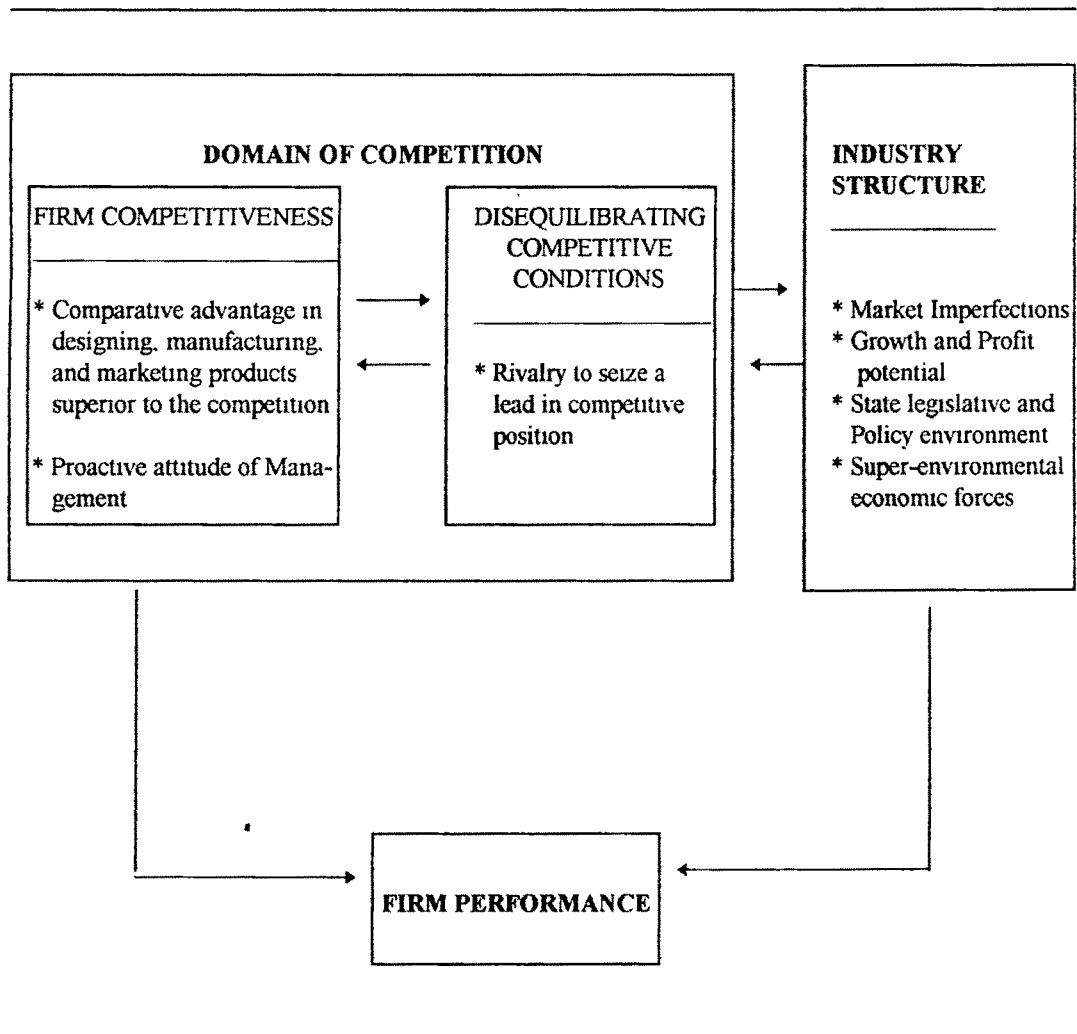 DOMAIN OF COMPETITION
FIRM COMPETITIVENESS
* Comparative advantage in
designing, manufacturing,
and marketing products
superior to the competition
* Proactive attitude of Mana-
gement
DISEQUILIBRATING
COMPETITIVE
CONDITIONS
* Rivalry to seize a
lead in competitive
position
INDUSTRY
STRUCTURE
* Market Imperfections
* Growth and Profit
potential
* State legislative and
Policy environment
* Super-environmental
economic forces
FIRM PERFORMANCE